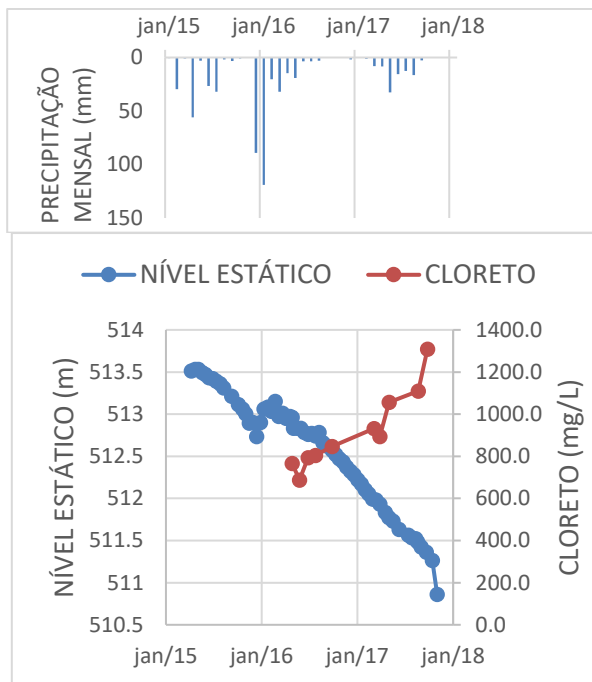 jan/15 jan/16 jan/17 jan/18
PRECIPITAÇÃO
MENSAL (mm)
0
50
100
150
NÍVEL ESTÁTICO CLORETO
NÍVEL ESTÁTICO (m)
514
513.5
513
512.5
512
511.5
511
510.5
1400.0
1200.0
1000.0
800.0
600.0
400.0
200.0
0.0
CLORETO (mg/L)
jan/15 jan/16 jan/17 jan/18